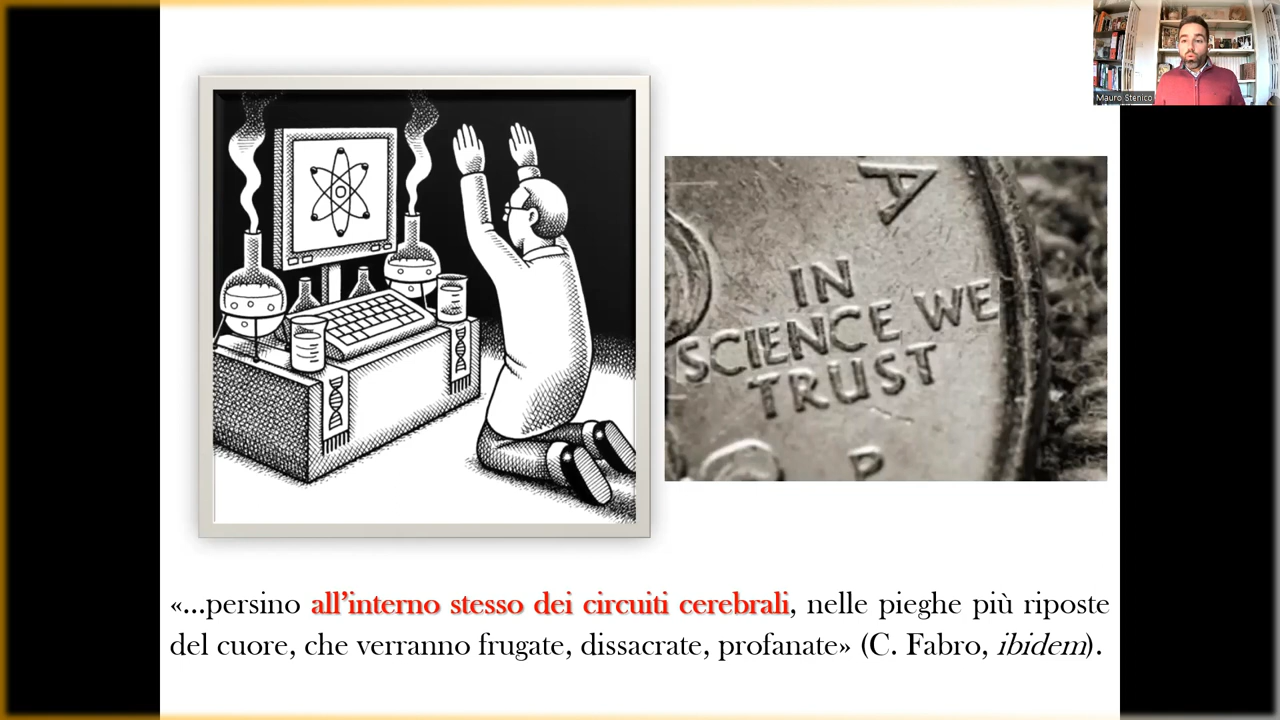 Mauro Stenico
A
IN
SCIENCE WE
TRUST
P
«...persino all’interno stesso dei circuiti cerebrali, nelle pieghe più riposte
del cuore, che verranno frugate, dissacrate, profanate» (C. Fabro, ibidem).